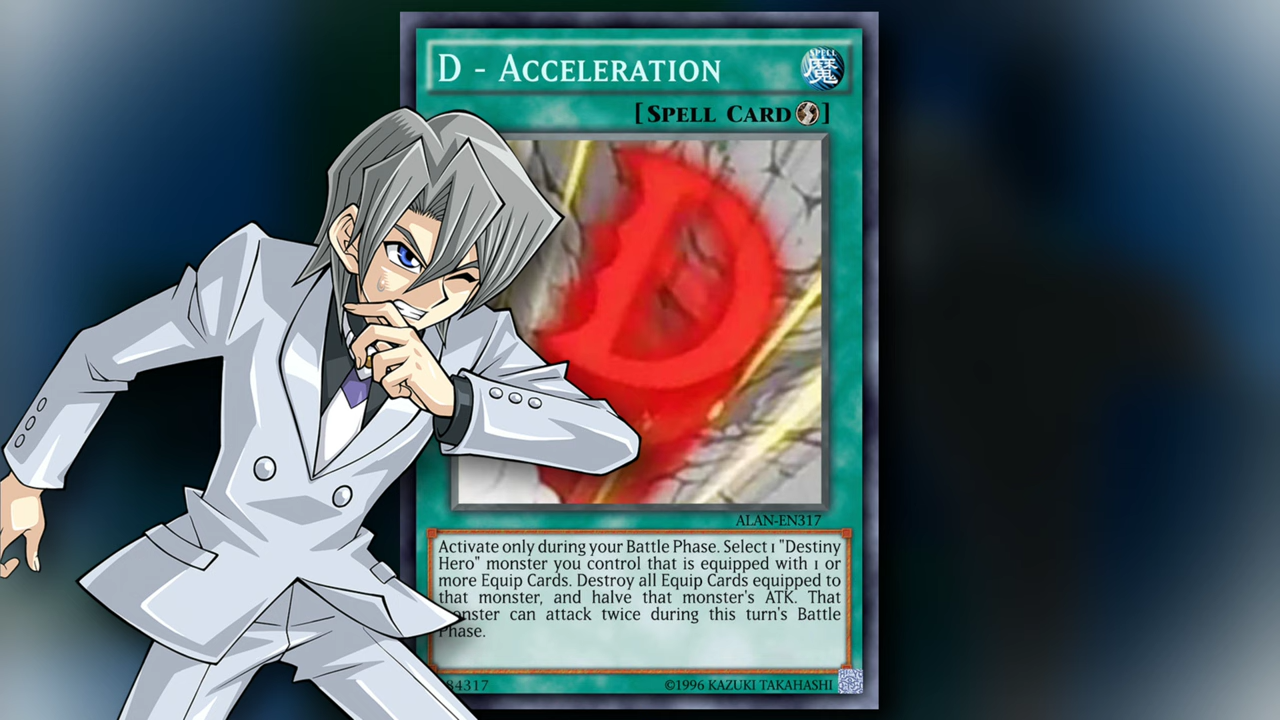 D - ACCELERATION
SPELL
魔
[SPELL CARD]
D
ALAN-EN317
Activate only during your Battle Phase. Select 1 "Destiny
Hero" monster you control that is equipped with 1 or
more Equip Cards. Destroy all Equip Cards equipped to
that monster, and halve that monster's ATK. That
monster can attack twice during this turn's Battle
Phase.
84317
©1996 KAZUKI TAKAHASHI